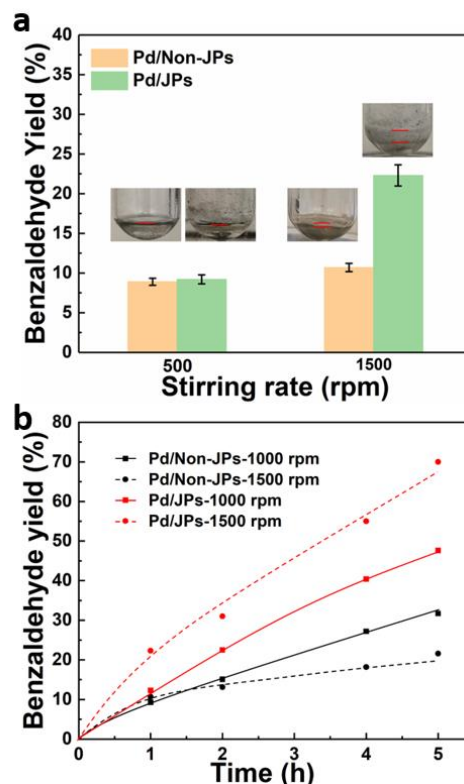 a
40
35
30
25
20
15
10
5
0
Benzaldehyde Yield (%)
Pd/Non-JPs
Pd/JPs
500
1500
Stirring rate (rpm)
b
80
70
60
50
40
30
20
10
0
Benzaldehyde yield (%)
Pd/Non-JPs-1000 rpm
Pd/Non-JPs-1500 rpm
Pd/JPs-1000 rpm
Pd/JPs-1500 rpm
0 1 2 3 4 5
Time (h)